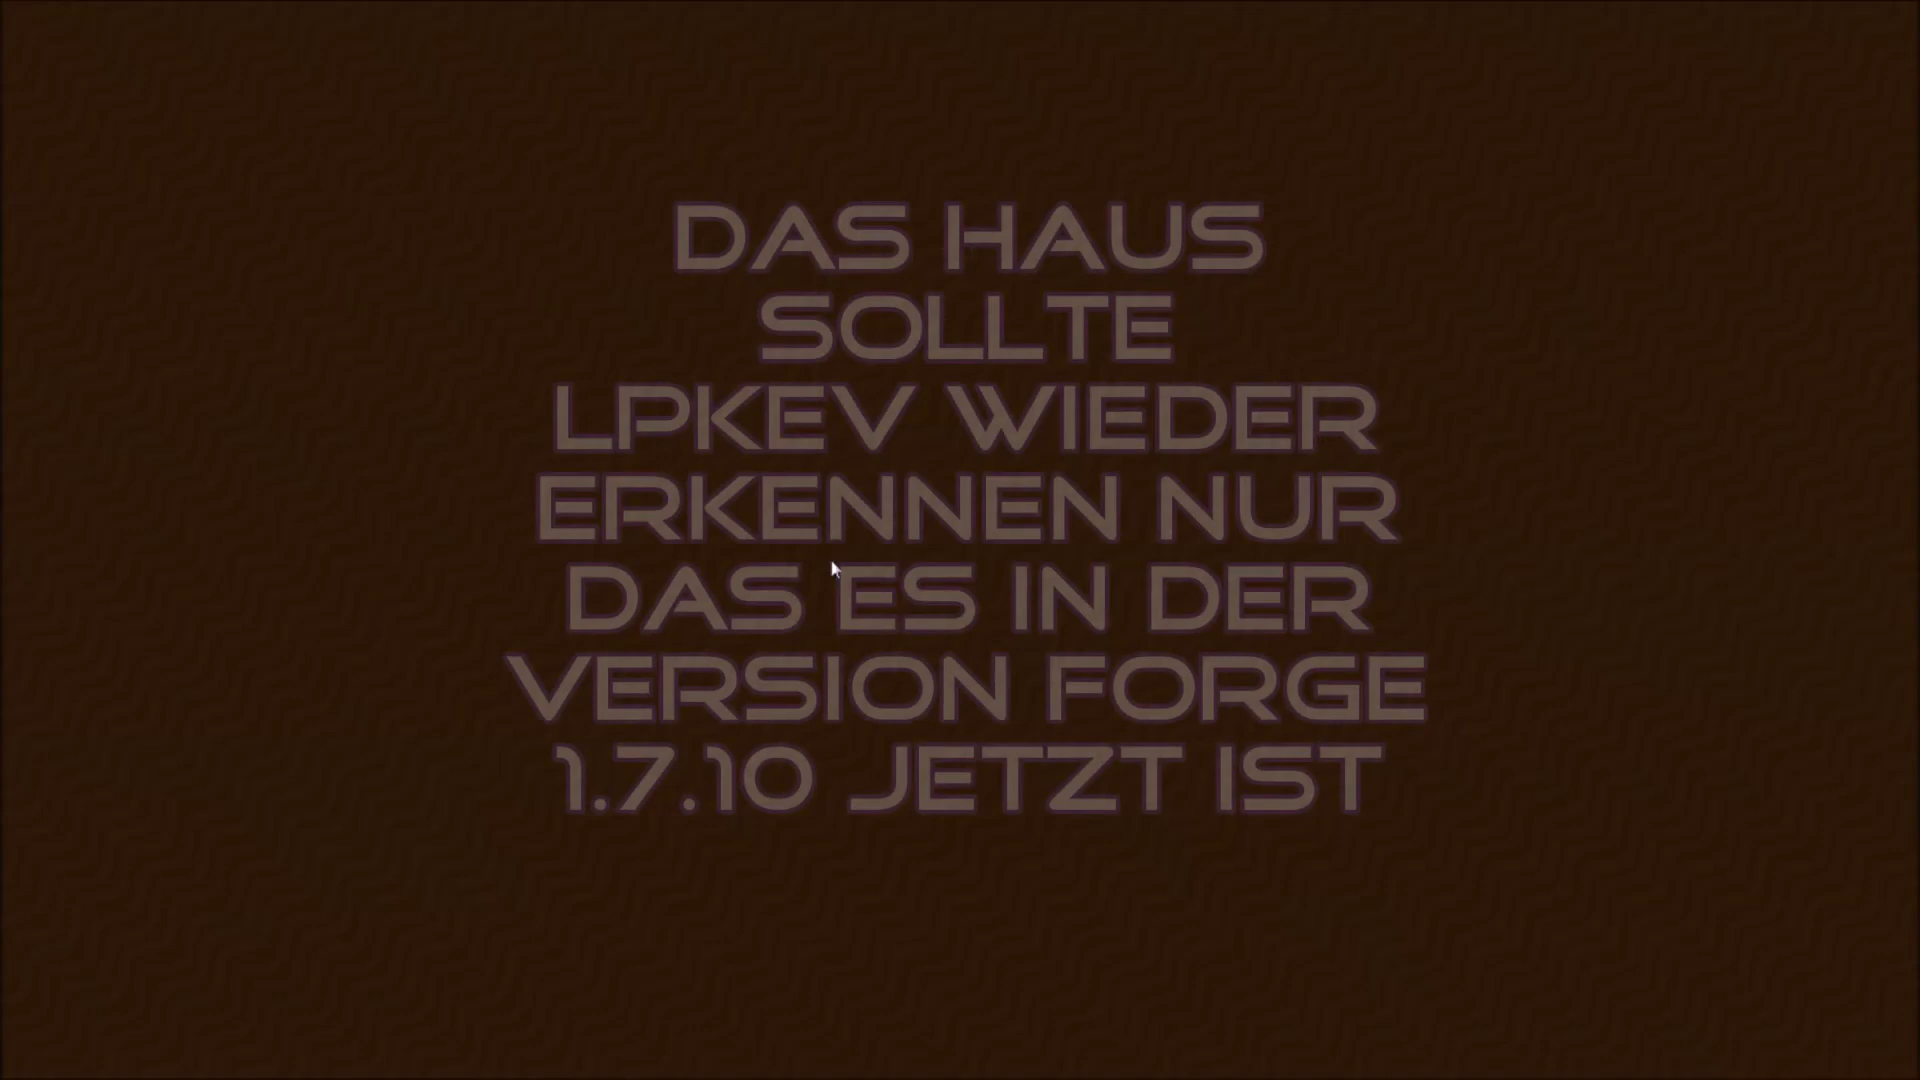 DAS HAUS
SOLLTE
LPKEV WIEDER
ERKENNEN NUR
DAS ES IN DER
VERSION FORGE
1.7.10 JETZT IST